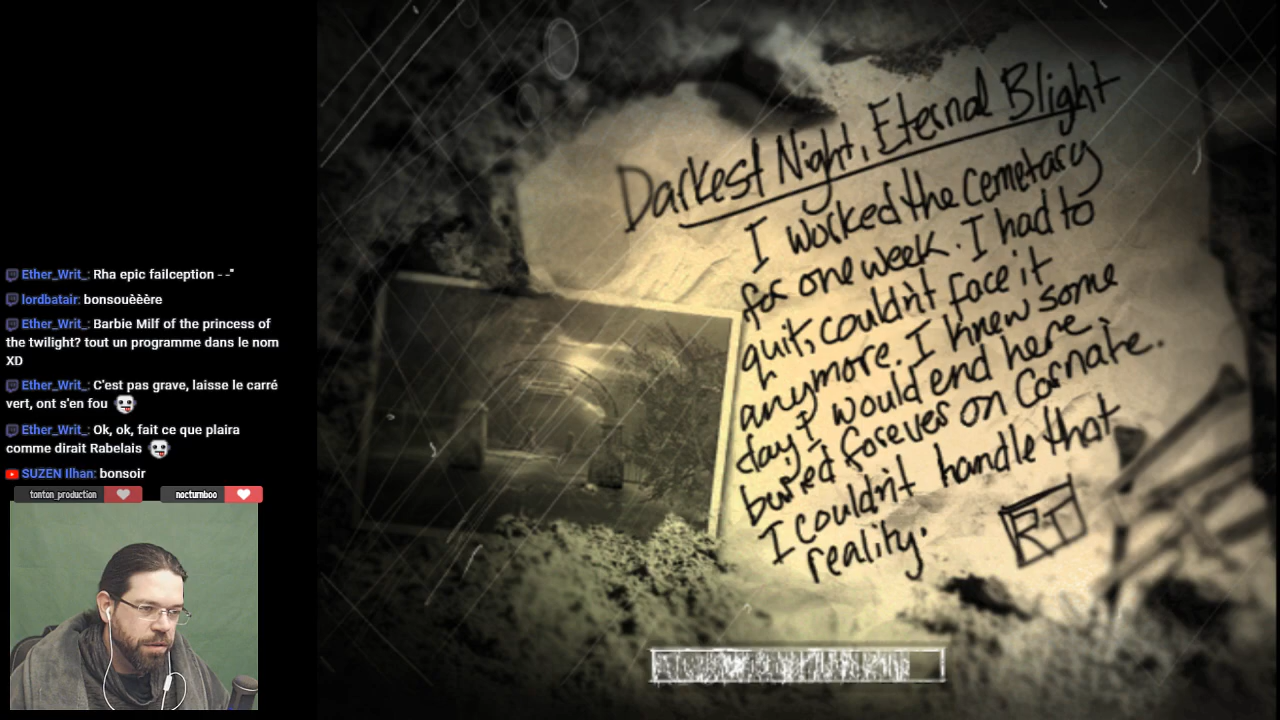 Ether_Writ_: Rha epic failception - -"
lordbatair: bonsouèèère
Ether_Writ_: Barbie Milf of the princess of
the twilight? tout un programme dans le nom
XD
Ether_Writ_: C'est pas grave, laisse le carré
vert, ont s'en fou
Ether_Writ_: Ok, ok, fait ce que plaira
comme dirait Rabelais
SUZEN Ilhan: bonsoir
tonton_production
nocturnboo
Darkest Night, Eternal Blight
I worked the cemetary
for one week. I had to
quit, couldn't face it
anymore. I knew some
day I would end here,
buried forever on Carnate.
I couldn't handle that
reality.
RJ